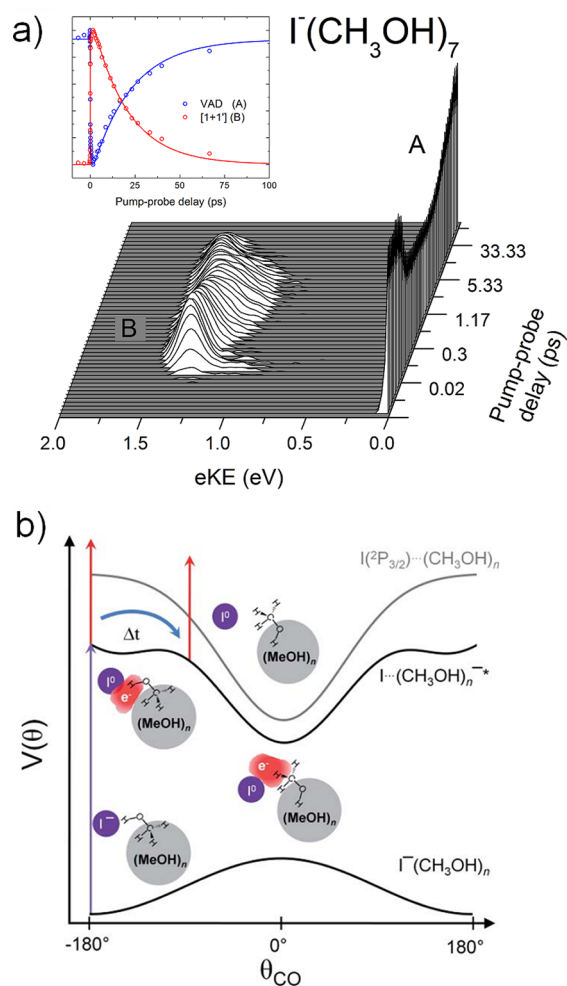 a)
I⁻(CH₃OH)₇
VAD (A)
[1+1'] (B)
0 25 50 75 100
Pump-probe delay (ps)
A
B
33.33
5.33
1.17
0.3
0.02
Pump-probe
delay (ps)
2.0 1.5 1.0 0.5 0.0
eKE (eV)
b)
I(²P₃/₂)···(CH₃OH)ₙ
I⁰
H
H C H
O
H
(MeOH)ₙ
Δt
I···(CH₃OH)ₙ⁻*
I⁰
e⁻
H O
C H
H H
(MeOH)ₙ
e⁻
I⁰
H
H C H
O
H
(MeOH)ₙ
I⁻
H O
C H
H H
(MeOH)ₙ
I⁻(CH₃OH)ₙ
V(θ)
-180° 0° 180°
θCO